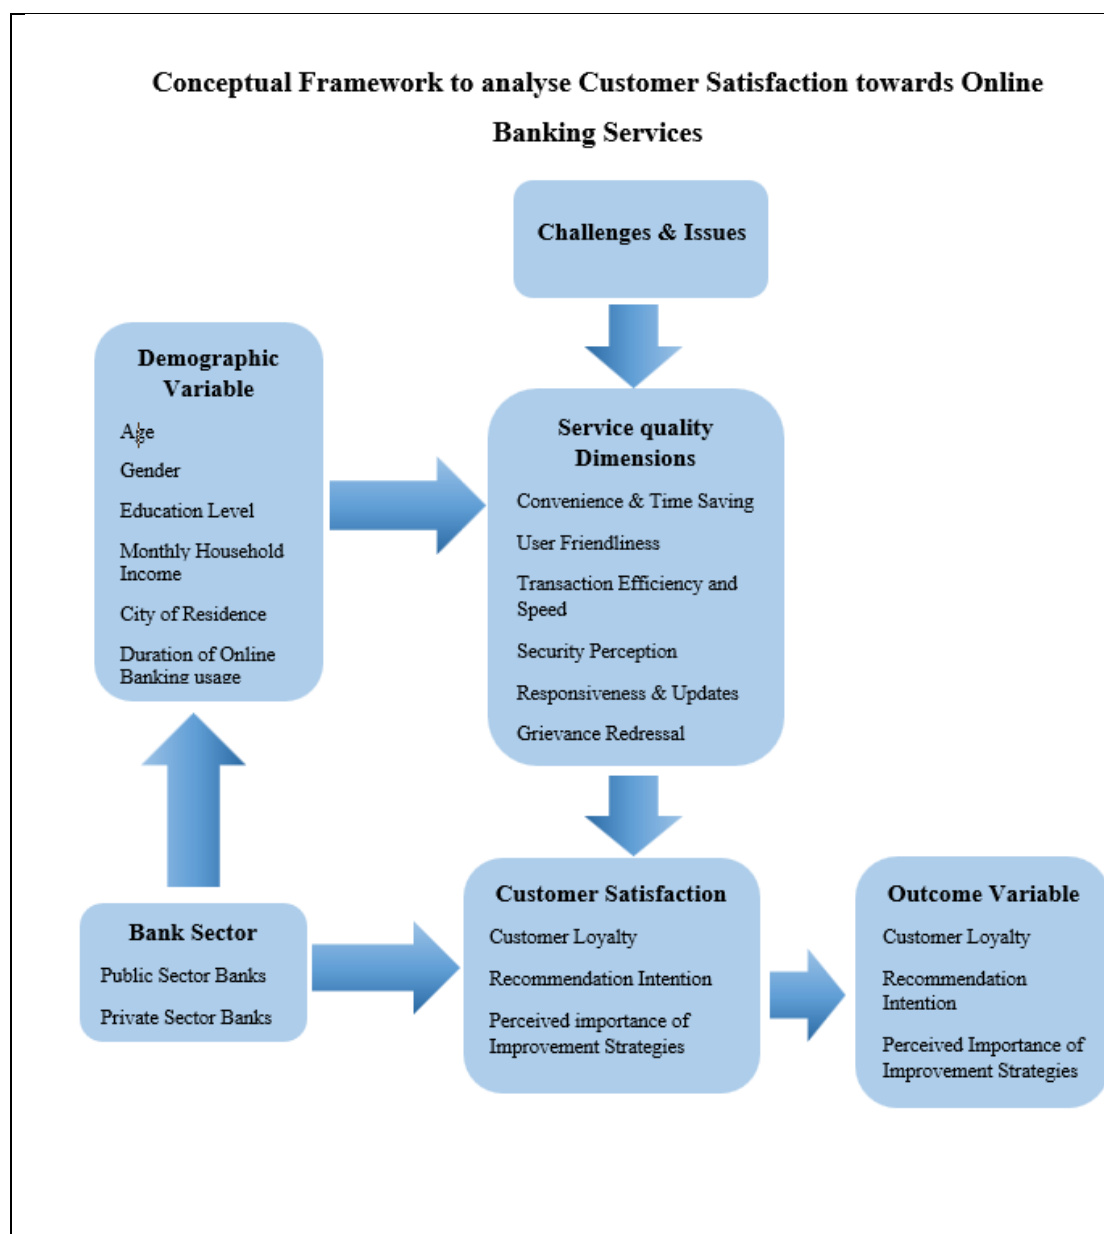 Conceptual Framework to analyse Customer Satisfaction towards Online
Banking Services
Challenges & Issues
Demographic
Variable
Age
Gender
Education Level
Monthly Household
Income
City of Residence
Duration of Online
Banking usage
Service quality
Dimensions
Convenience & Time Saving
User Friendliness
Transaction Efficiency and
Speed
Security Perception
Responsiveness & Updates
Grievance Redressal
Bank Sector
Public Sector Banks
Private Sector Banks
Customer Satisfaction
Customer Loyalty
Recommendation Intention
Perceived importance of
Improvement Strategies
Outcome Variable
Customer Loyalty
Recommendation
Intention
Perceived Importance of
Improvement Strategies